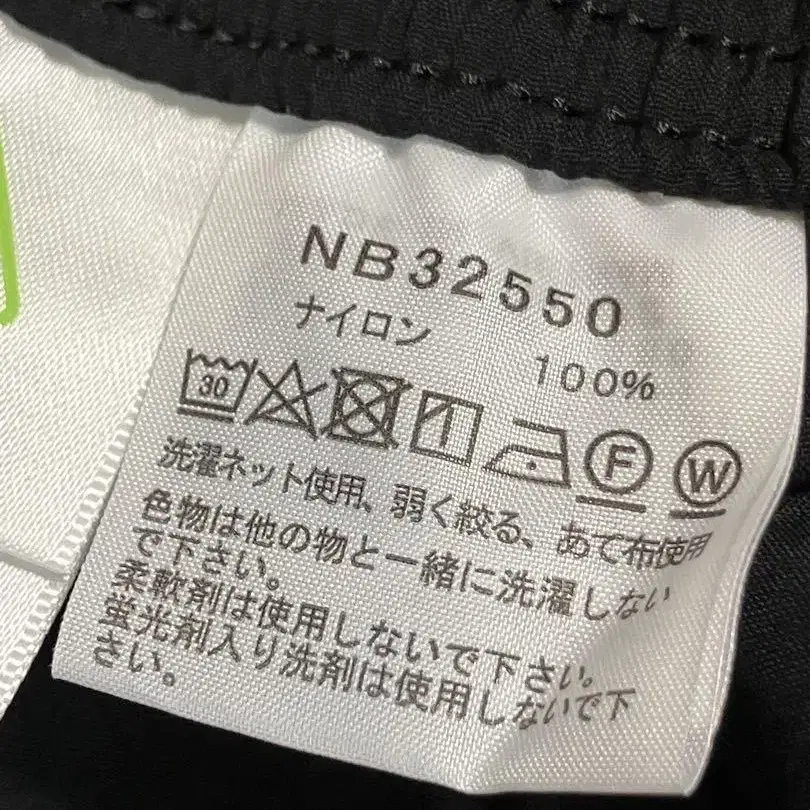 NB32550
ナイロン 100%
30 F W
洗濯ネット使用、弱く絞る、あて布使用
色物は他の物と一緒に洗濯しない
で下さい。
柔軟剤は使用しないで下さい。
蛍光剤入り洗剤は使用しないで下
さい。